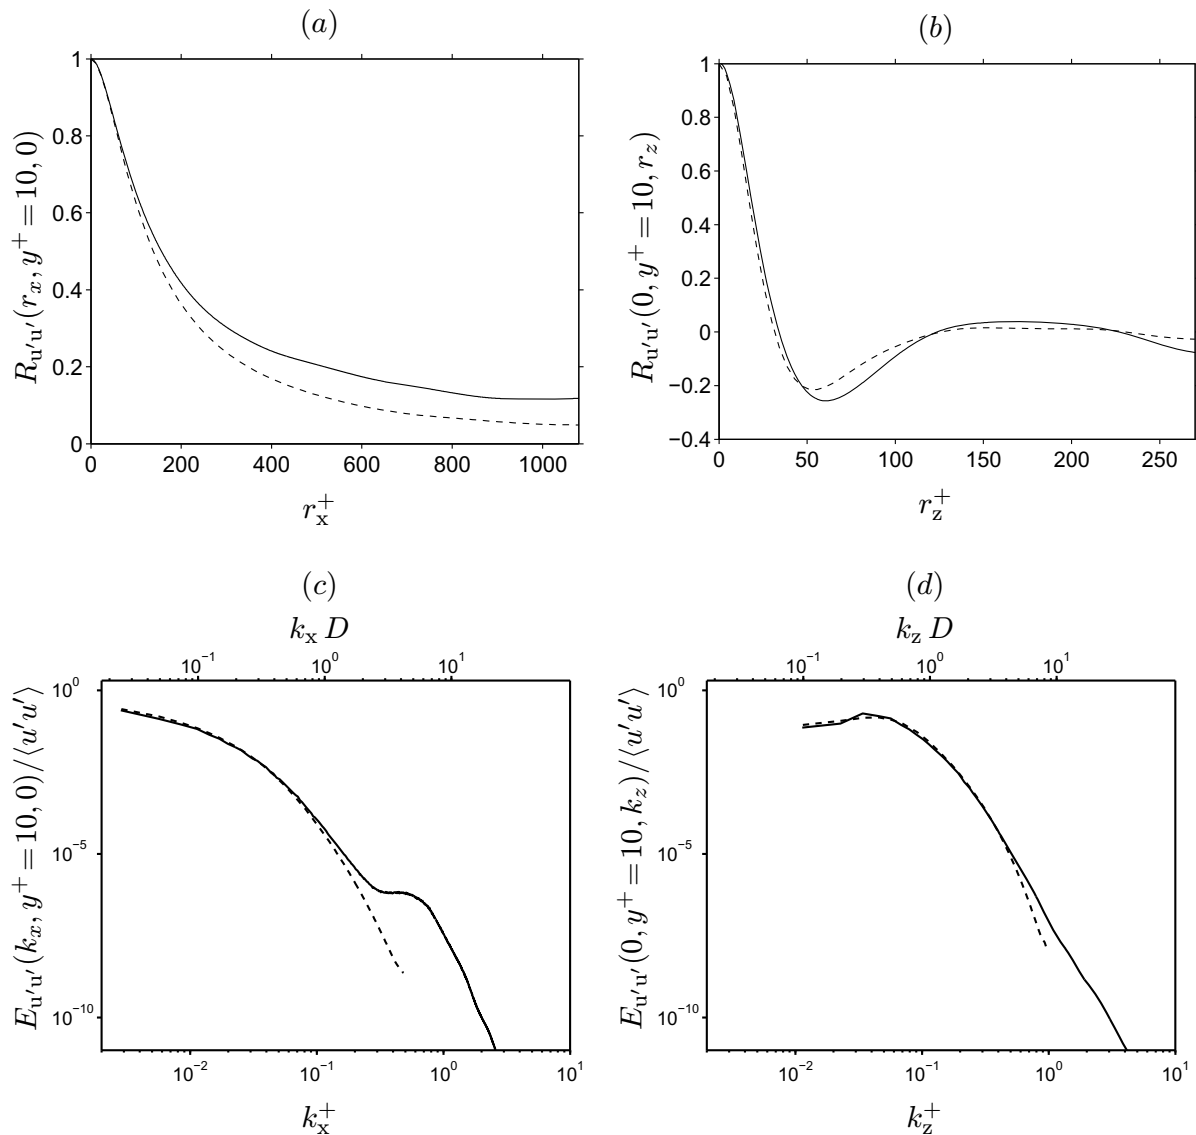 (a)
1
0.8
0.6
0.4
0.2
0
0 200 400 600 800 1000
R_{u′u′}(r_x, y^+ = 10, 0)
r_x^+
(b)
1
0.8
0.6
0.4
0.2
0
−0.2
−0.4
0 50 100 150 200 250
R_{u′u′}(0, y^+ = 10, r_z)
r_z^+
(c)
k_x D
10^{−1} 10^0 10^1
10^0
10^{−5}
10^{−10}
10^{−2} 10^{−1} 10^0 10^1
E_{u′u′}(k_x, y^+ = 10, 0)/⟨u′u′⟩
k_x^+
(d)
k_z D
10^{−1} 10^0 10^1
10^0
10^{−5}
10^{−10}
10^{−2} 10^{−1} 10^0 10^1
E_{u′u′}(0, y^+ = 10, k_z)/⟨u′u′⟩
k_z^+